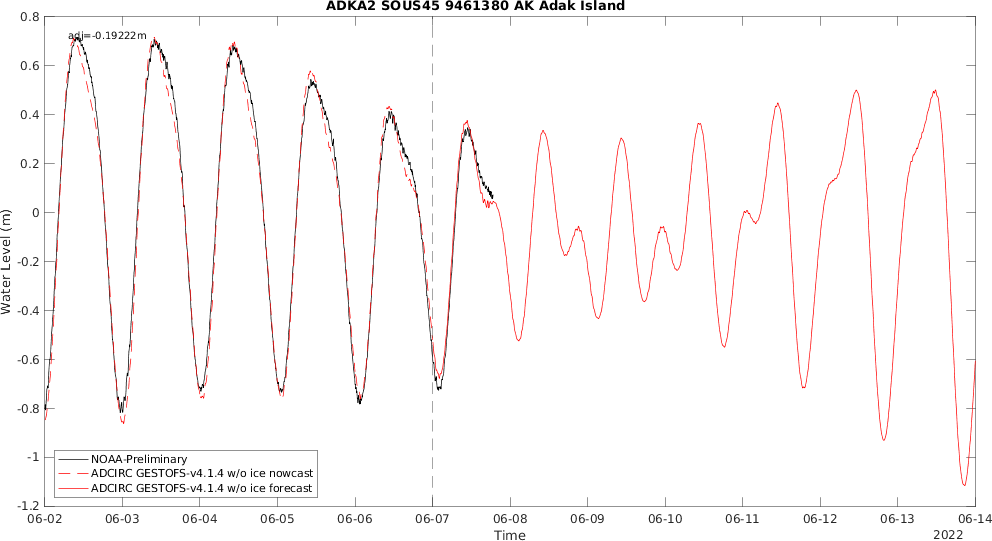 ADKA2 SOUS45 9461380 AK Adak Island
adj=-0.19222m
0.8
0.6
0.4
0.2
0
-0.2
-0.4
-0.6
-0.8
-1
-1.2
Water Level (m)
NOAA-Preliminary
ADCIRC GESTOFS-v4.1.4 w/o ice nowcast
ADCIRC GESTOFS-v4.1.4 w/o ice forecast
06-02 06-03 06-04 06-05 06-06 06-07 06-08 06-09 06-10 06-11 06-12 06-13 06-14
Time
2022